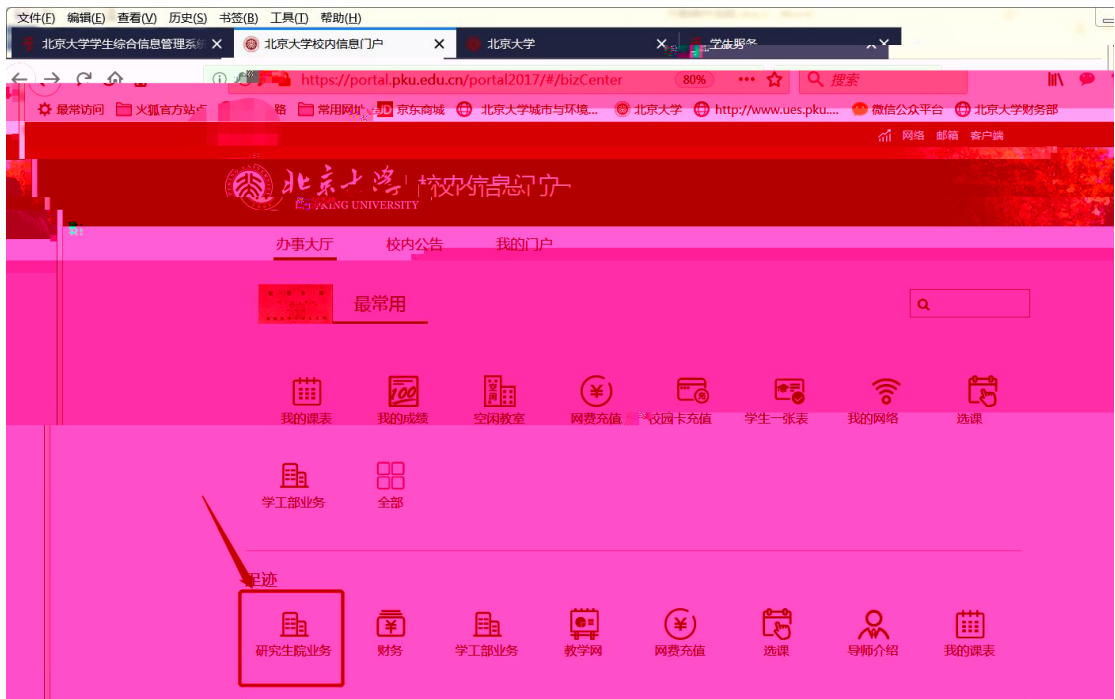 文件(F) 编辑(E) 查看(V) 历史(S) 书签(B) 工具(T) 帮助(H)
北京大学学生综合信息管理系统 × 北京大学校内信息门户 × 北京大学 ×
https://portal.pku.edu.cn/portal2017/#/bizCenter 80% 搜索
最常访问 火狐官方站点 常用网址 京东商城 北京大学城市与环境... 北京大学 http://www.ues.pku.... 微信公众平台 北京大学财务部
网络 邮箱 客户端
北京大学 校内信息门户
PEKING UNIVERSITY
办事大厅 校内公告 我的门户
最常用
我的课表 我的成绩 空闲教室 网费充值 校园卡充值 学生一张表 我的网络 选课
学工部业务 全部
足迹
研究生院业务 财务 学工部业务 教学网 网费充值 选课 导师介绍 我的课表